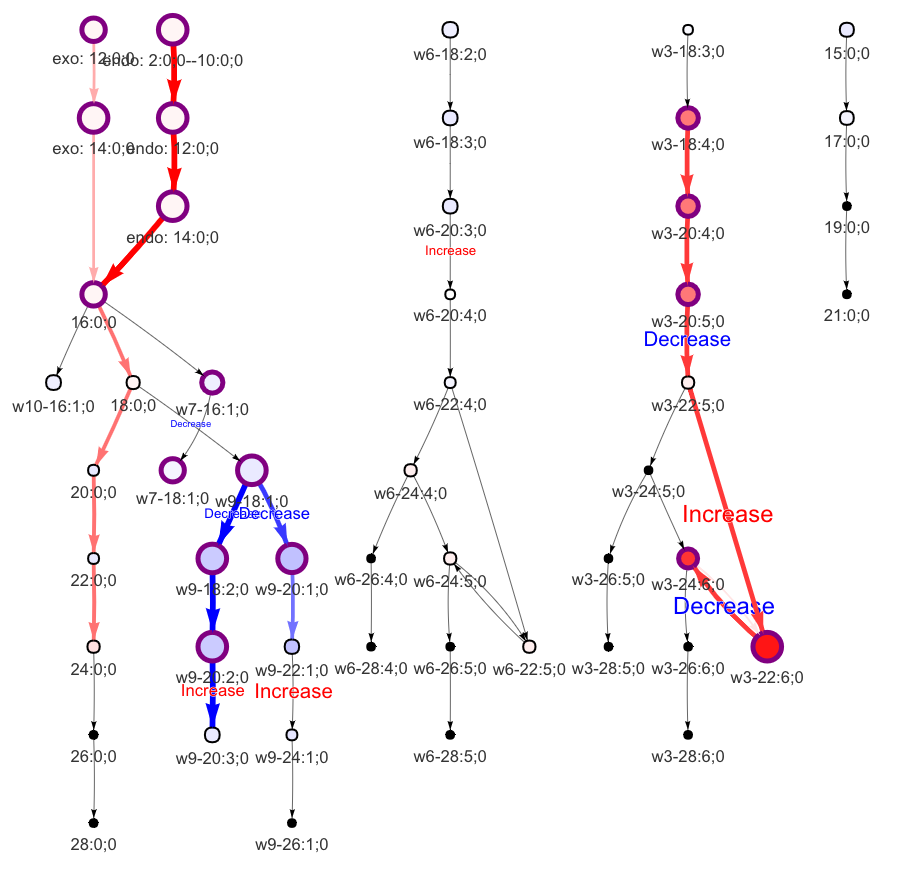 exo: 12:0;0
endo: 2:0;0--10:0;0
w6-18:2;0
w3-18:3;0
15:0;0
exo: 14:0;0
endo: 12:0;0
w6-18:3;0
w3-18:4;0
17:0;0
endo: 14:0;0
w6-20:3;0
w3-20:4;0
19:0;0
Increase
16:0;0
w6-20:4;0
w3-20:5;0
21:0;0
Decrease
w10-16:1;0
18:0;0
w7-16:1;0
w6-22:4;0
w3-22:5;0
Decrease
20:0;0
w7-18:1;0
w9-18:1;0
w6-24:4;0
w3-24:5;0
Decrease
Decrease
Increase
22:0;0
w9-18:2;0
w9-20:1;0
w6-26:4;0
w6-24:5;0
w3-26:5;0
w3-24:6;0
Decrease
24:0;0
w9-20:2;0
w9-22:1;0
w6-28:4;0
w6-26:5;0
w6-22:5;0
w3-28:5;0
w3-26:6;0
w3-22:6;0
Increase
Increase
26:0;0
w9-20:3;0
w9-24:1;0
w6-28:5;0
w3-28:6;0
28:0;0
w9-26:1;0